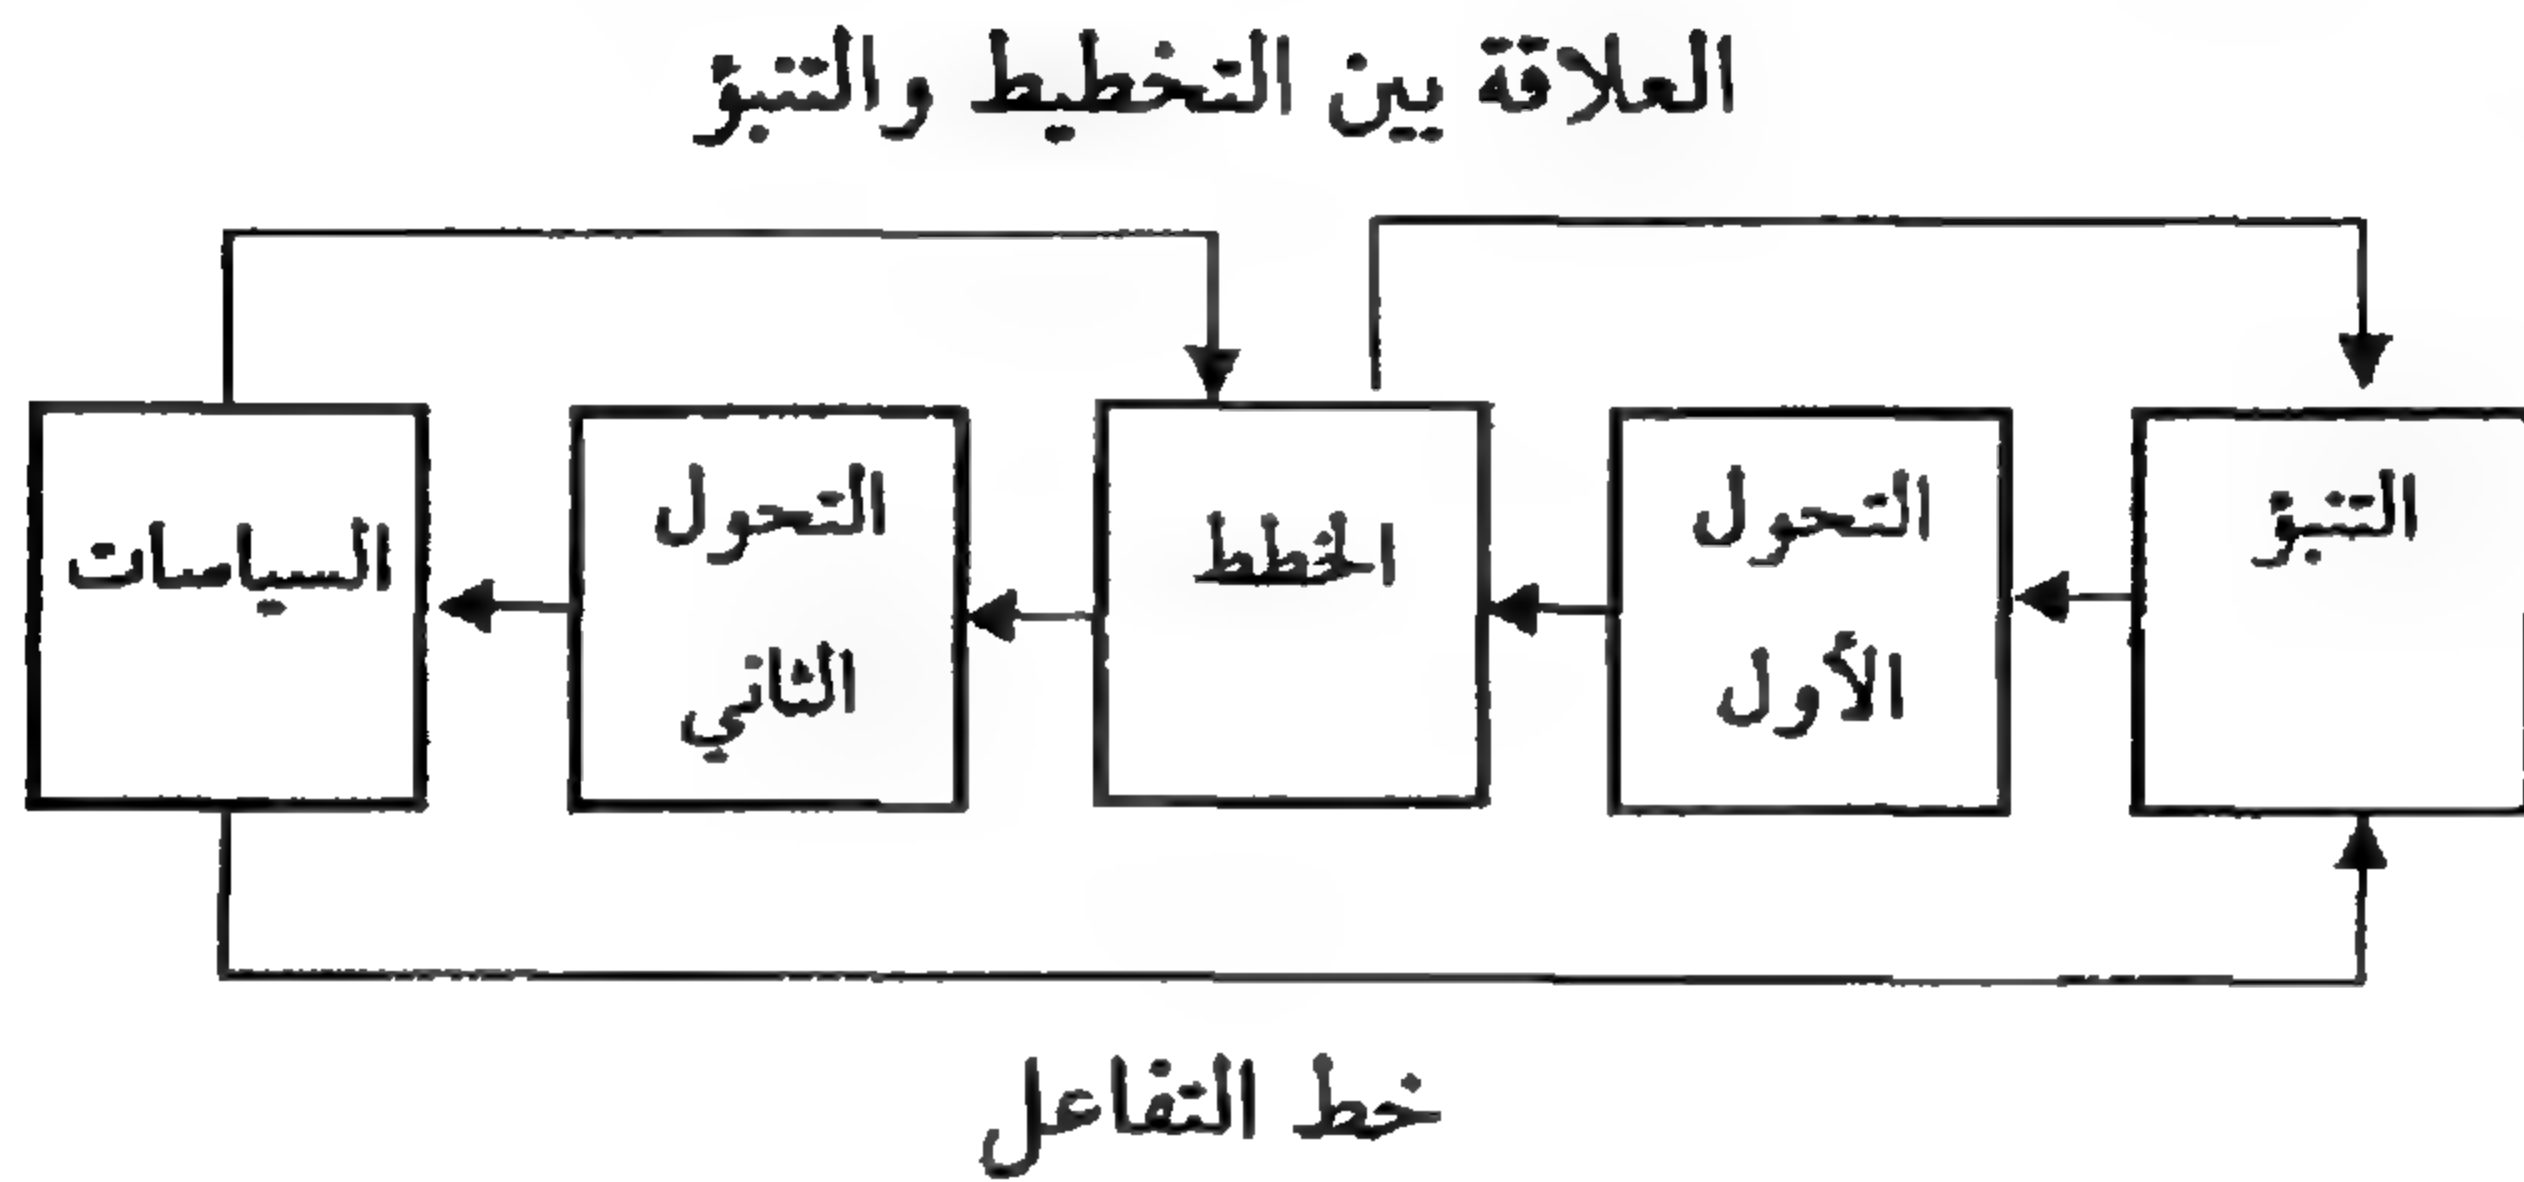 العلاقة بين التخطيط والتنبؤ
التنبؤ
التحول
الأول
الخطط
التحول
الثاني
السياسات
خط التفاعل